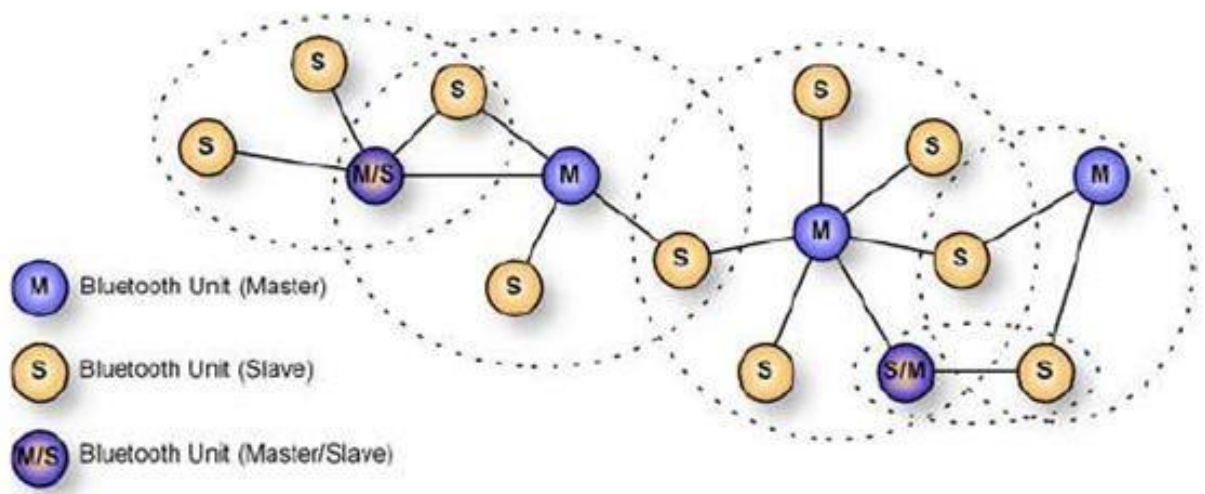 S
S
S
S
S
M/S
M
M
M
S
S
S
S
M
Bluetooth Unit (Master)
S
S
Bluetooth Unit (Slave)
S
S/M
S
M/S
Bluetooth Unit (Master/Slave)